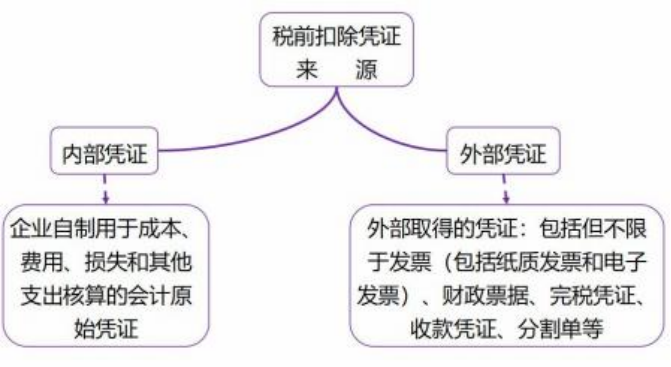 税前扣除凭证
来 源
内部凭证
外部凭证
企业自制用于成本、
费用、损失和其他
支出核算的会计原
始凭证
外部取得的凭证：包括但不限
于发票（包括纸质发票和电子
发票）、财政票据、完税凭证、
收款凭证、分割单等